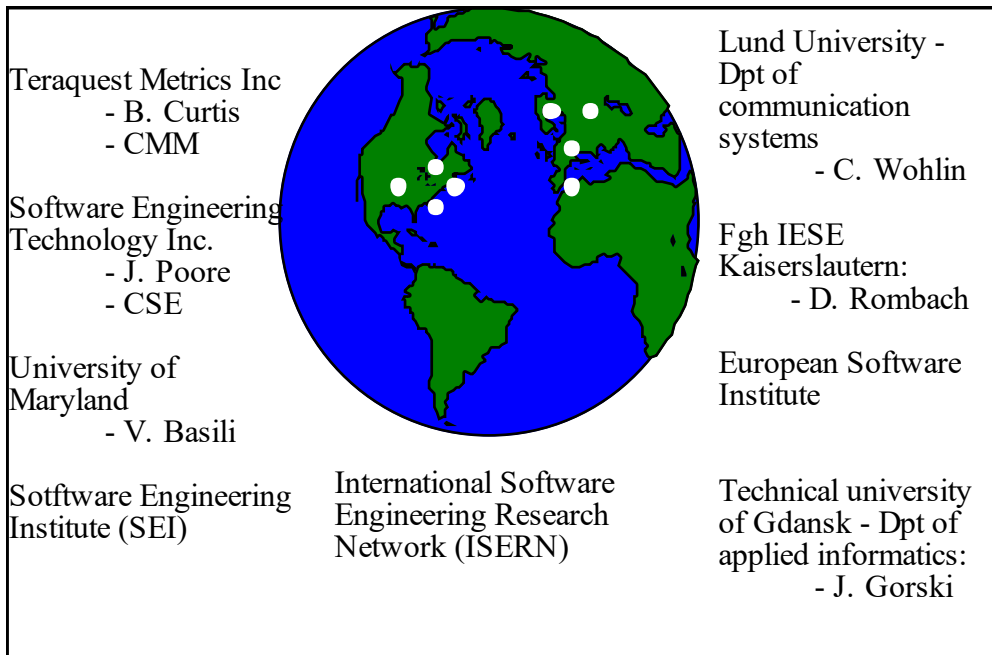 Teraquest Metrics Inc
- B. Curtis
- CMM
Software Engineering
Technology Inc.
- J. Poore
- CSE
University of
Maryland
- V. Basili
Sotftware Engineering
Institute (SEI)
International Software
Engineering Research
Network (ISERN)
Lund University -
Dpt of
communication
systems
- C. Wohlin
Fgh IESE
Kaiserslautern:
- D. Rombach
European Software
Institute
Technical university
of Gdansk - Dpt of
applied informatics:
- J. Gorski